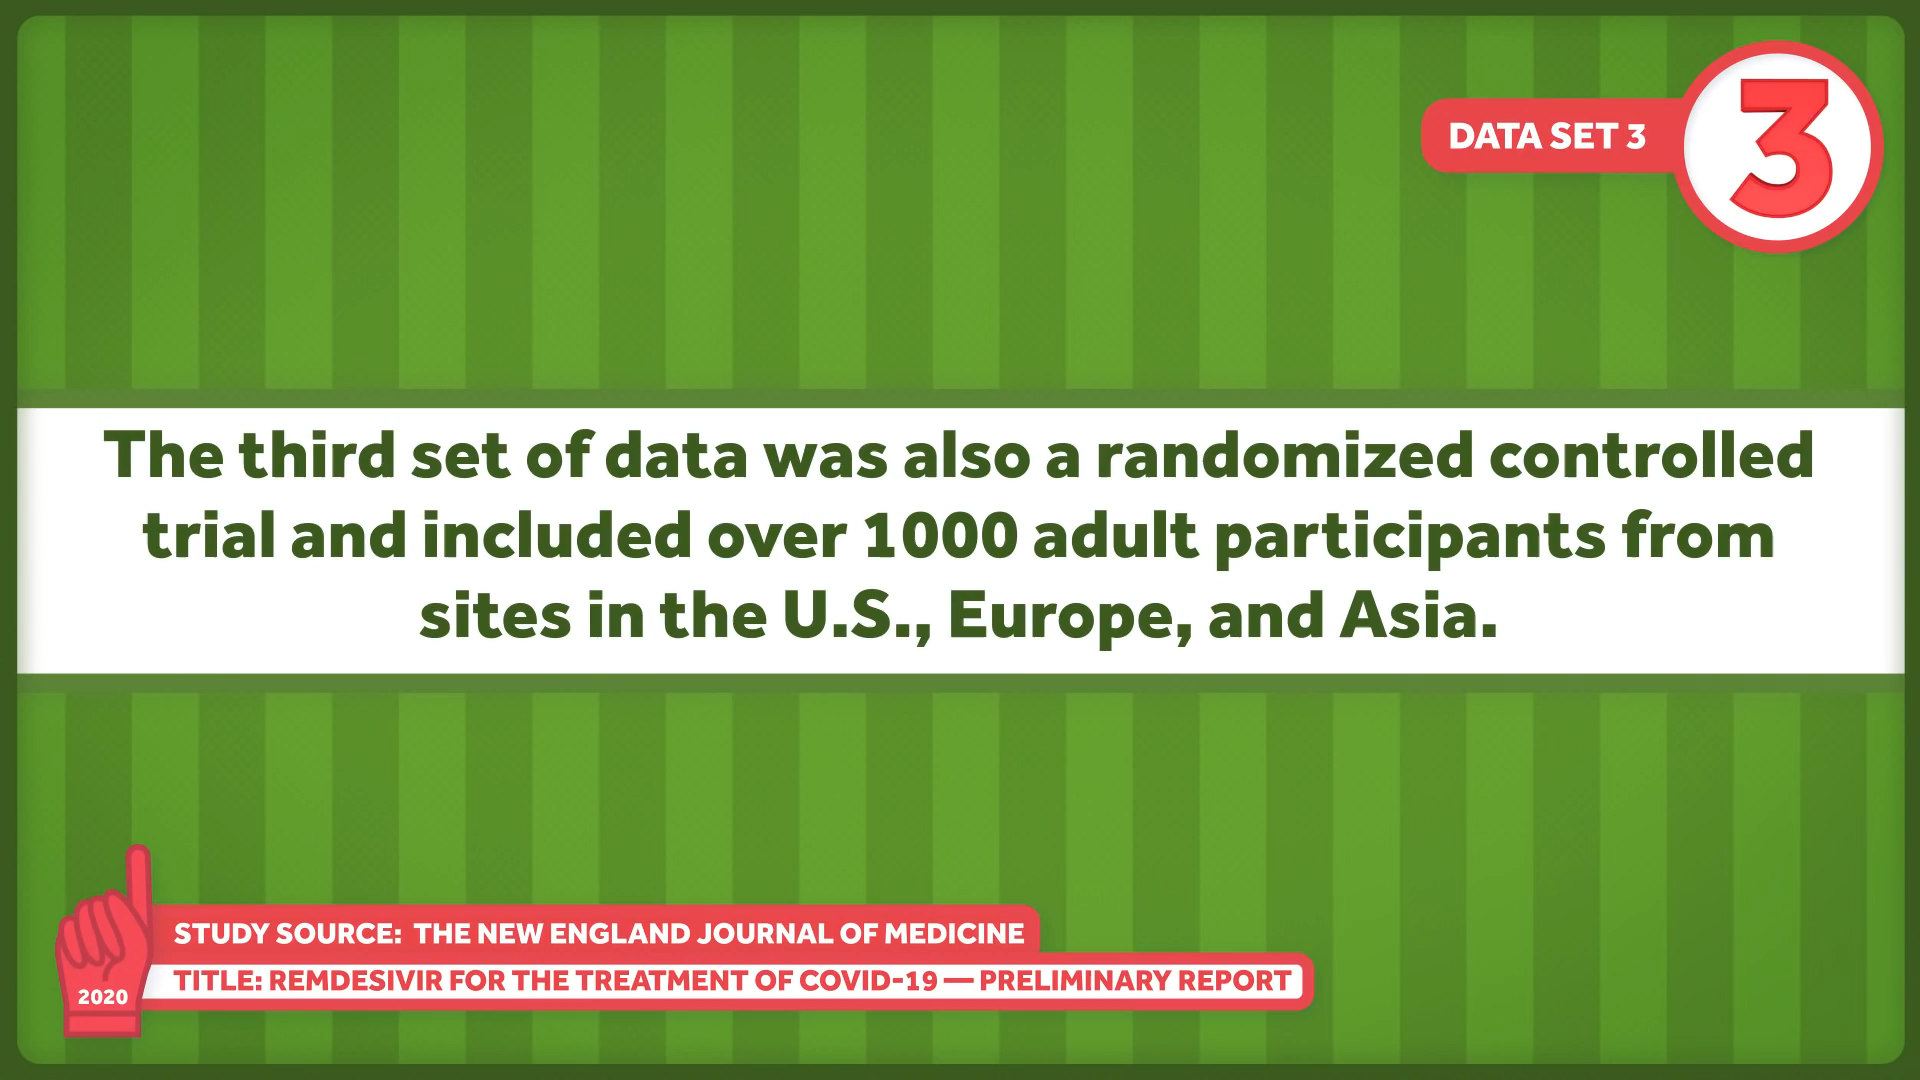 DATA SET 3
3
The third set of data was also a randomized controlled
trial and included over 1000 adult participants from
sites in the U.S., Europe, and Asia.
STUDY SOURCE: THE NEW ENGLAND JOURNAL OF MEDICINE
TITLE: REMDESIVIR FOR THE TREATMENT OF COVID-19 — PRELIMINARY REPORT
2020